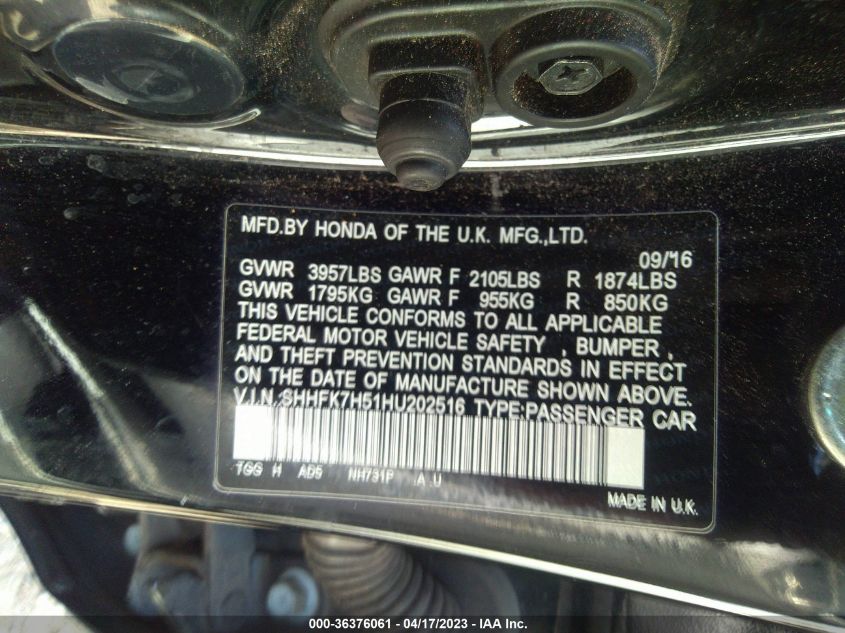 MFD.BY HONDA OF THE U.K. MFG.,LTD.
09/16
GVWR 3957LBS GAWR F 2105LBS R 1874LBS
GVWR 1795KG GAWR F 955KG R 850KG
THIS VEHICLE CONFORMS TO ALL APPLICABLE
FEDERAL MOTOR VEHICLE SAFETY , BUMPER ,
AND THEFT PREVENTION STANDARDS IN EFFECT
ON THE DATE OF MANUFACTURE SHOWN ABOVE.
V.I.N.:SHHFK7H51HU202516 TYPE:PASSENGER CAR
TGG H AD5 NH731P A U
MADE IN U.K.
000-36376061 - 04/17/2023 - © IAA Inc.